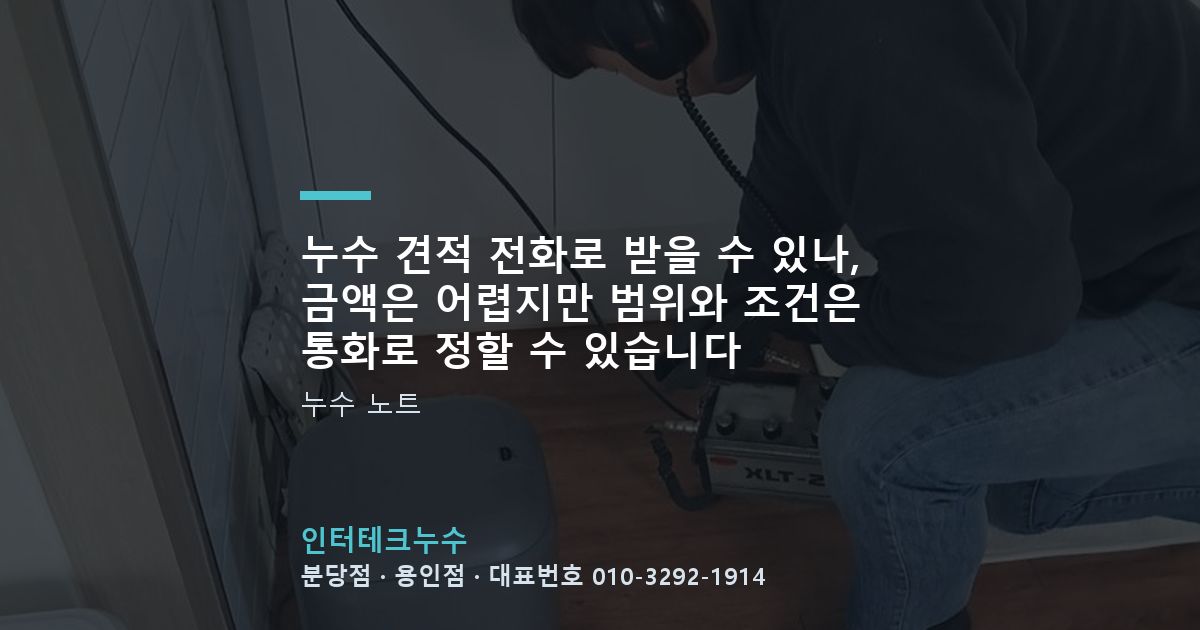 누수 견적 전화로 받을 수 있나,
금액은 어렵지만 범위와 조건은
통화로 정할 수 있습니다
누수 노트
XLT-2
인터테크누수
분당점 · 용인점 · 대표번호 010-3292-1914